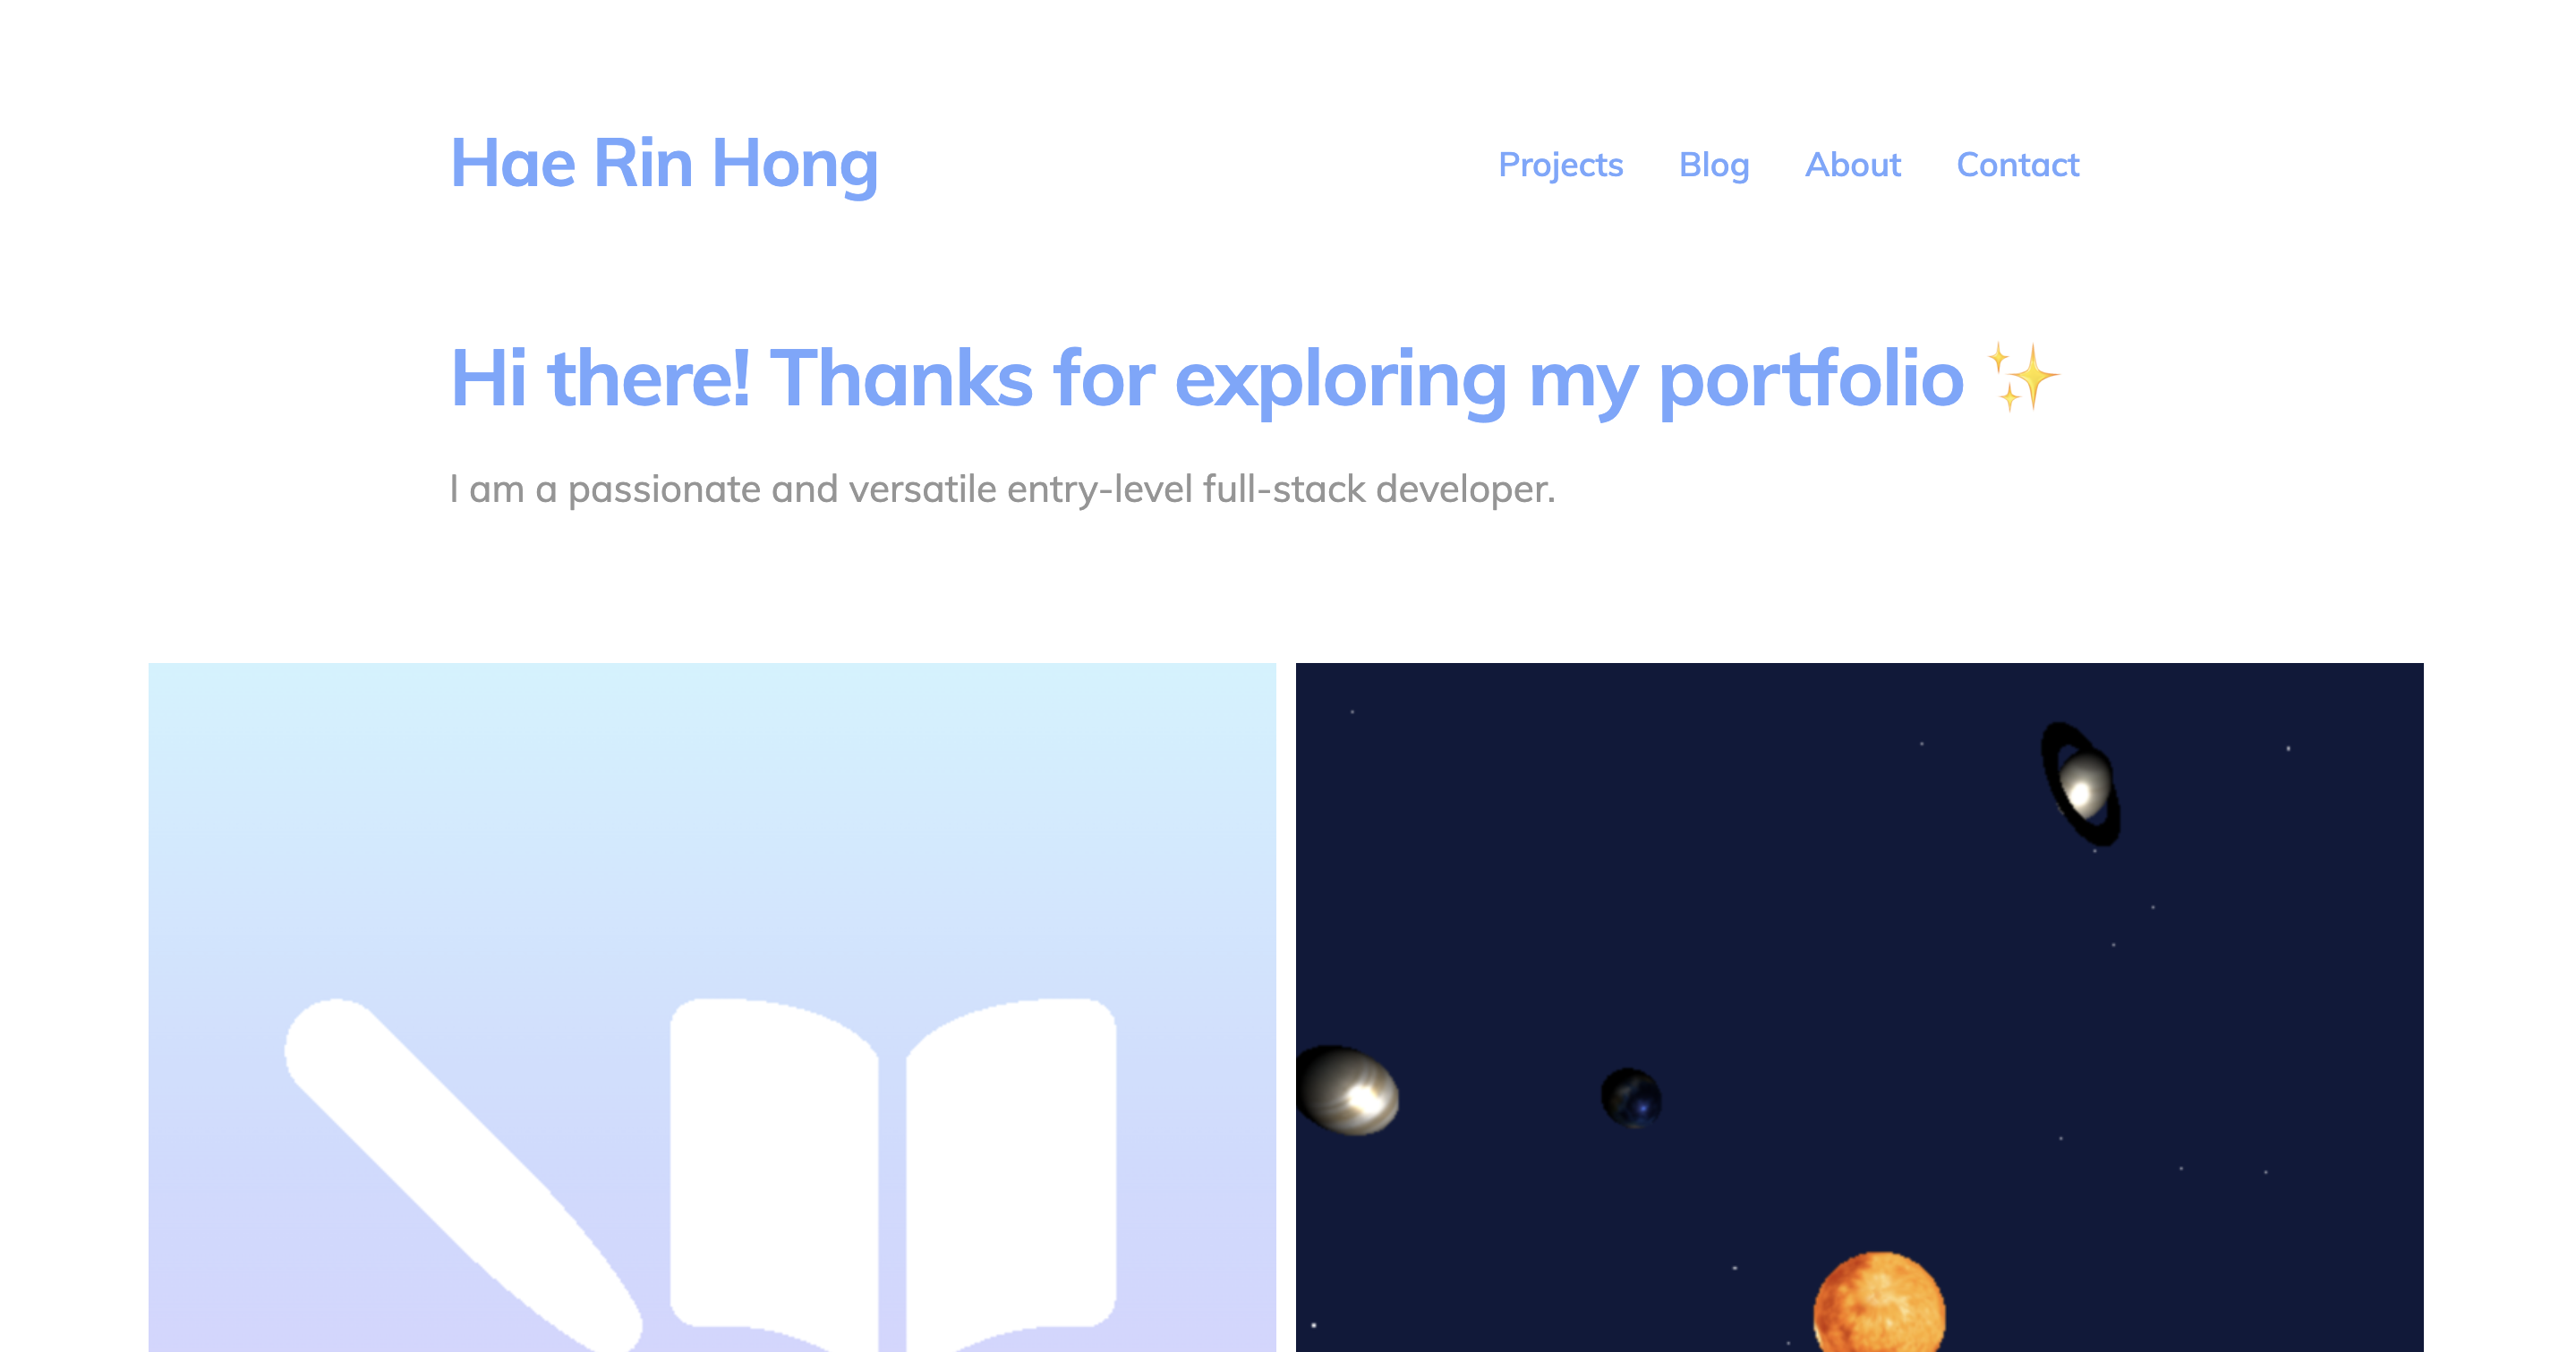 Hae Rin Hong
Projects Blog About Contact
Hi there! Thanks for exploring my portfolio ✨
I am a passionate and versatile entry-level full-stack developer.